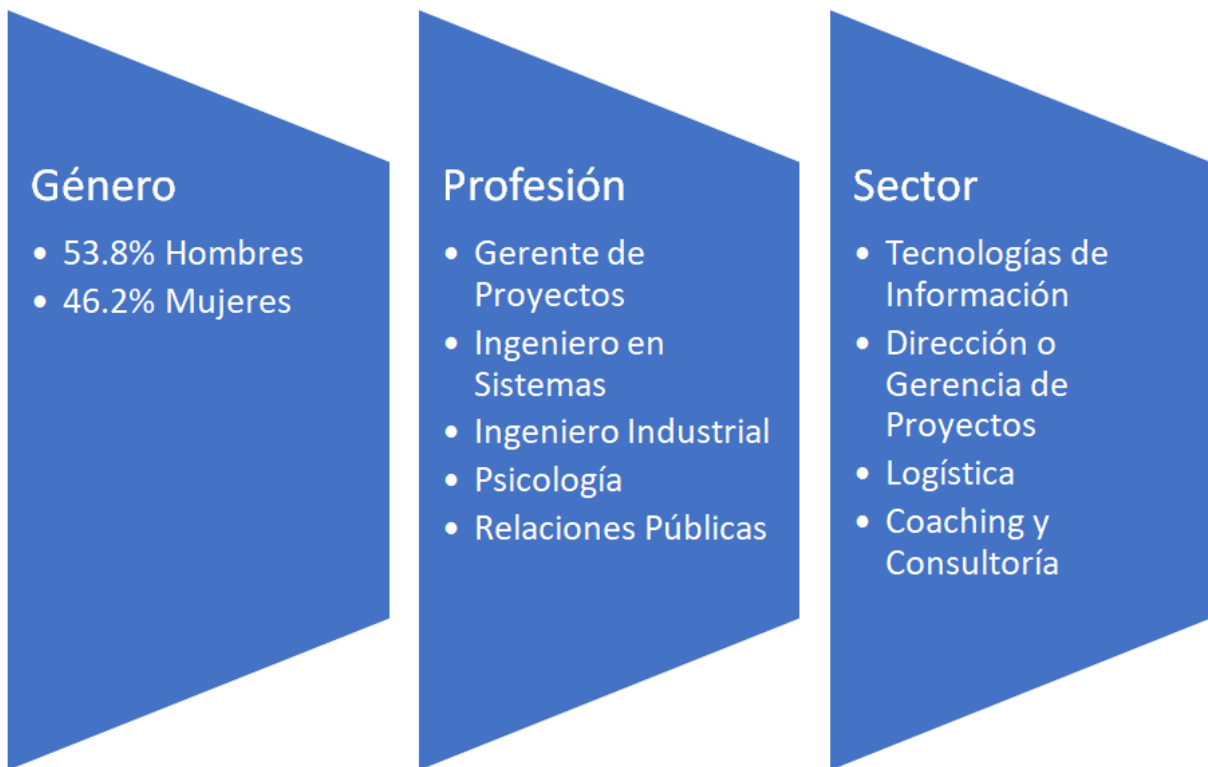 Género
• 53.8% Hombres
• 46.2% Mujeres
Profesión
• Gerente de
Proyectos
• Ingeniero en
Sistemas
• Ingeniero Industrial
• Psicología
• Relaciones Públicas
Sector
• Tecnologías de
Información
• Dirección o
Gerencia de
Proyectos
• Logística
• Coaching y
Consultoría